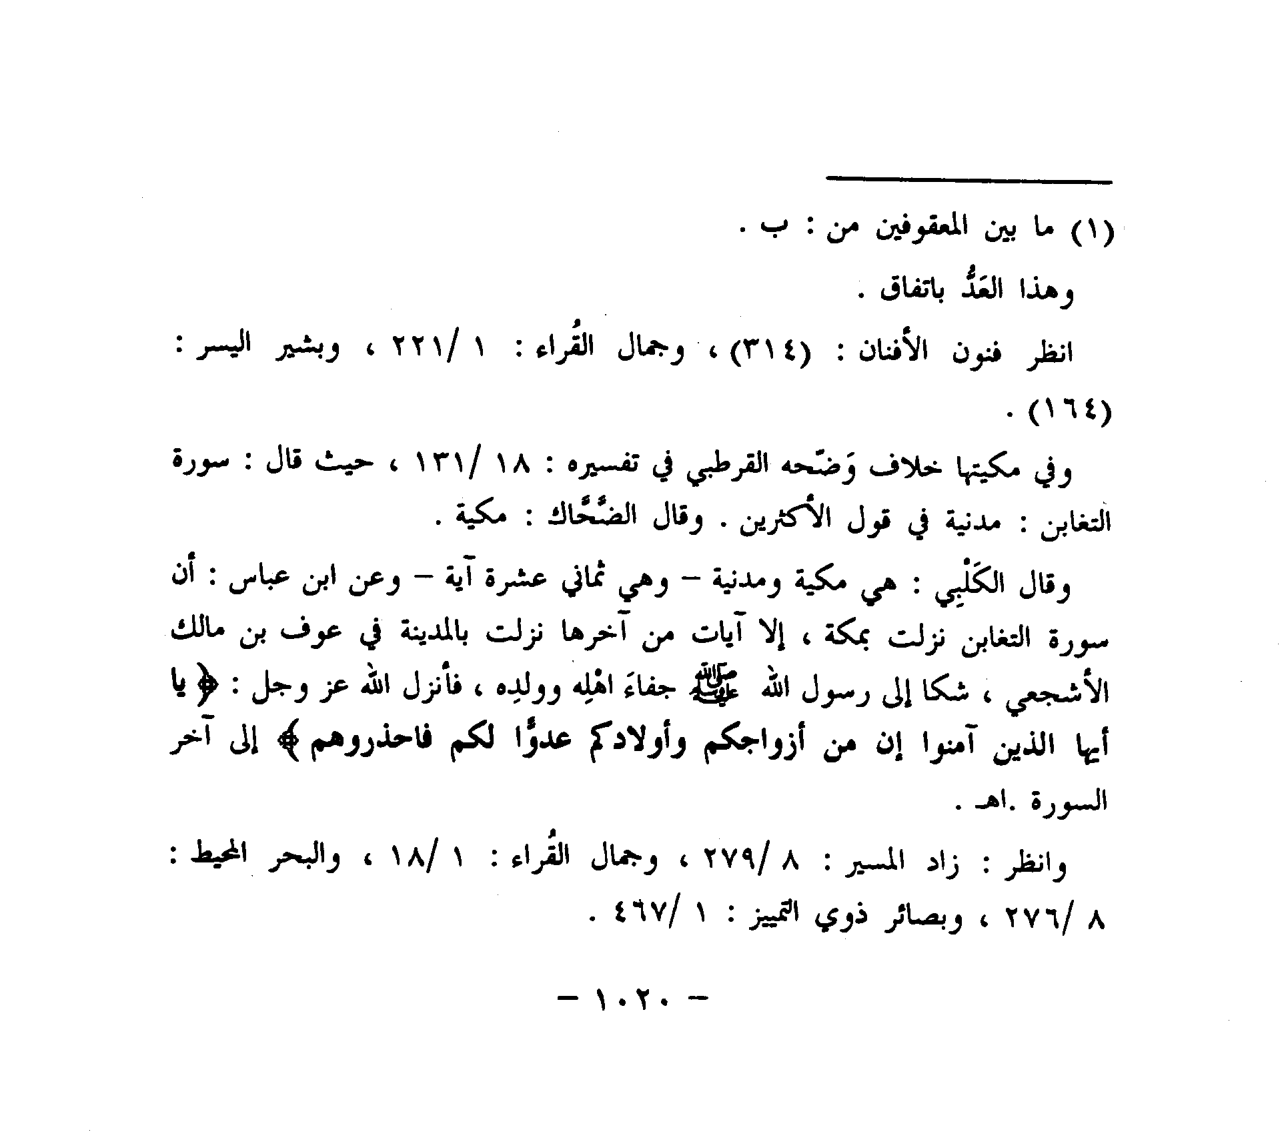 (١) ما بين المعقوفين من : ب .
وهذا العَدُّ باتفاق .
انظر فنون الأفنان : (٣١٤) ، وجمال القُراء : ١ /٢٢١ ، وبشير اليسر :
(١٦٤) .
وفي مكيتها خلاف وَضّحه القرطبي في تفسيره : ١٨ /١٣١ ، حيث قال : سورة
التغابن : مدنية في قول الأكثرين . وقال الضَّحَّاك : مكية .
وقال الكَلْبِي : هي مكية ومدنية – وهي ثماني عشرة آية – وعن ابن عباس : أن
سورة التغابن نزلت بمكة ، إلا آيات من آخرها نزلت بالمدينة في عوف بن مالك
الأشجعي ، شكا إلى رسول الله ﷺ جفاءَ اهْلِه وولدِه ، فأنزل الله عز وجل : ﴿ يا
أيها الذين آمنوا إن من أزواجكم وأولادكم عدوًّا لكم فاحذروهم ﴾ إلى آخر
السورة .اهـ .
وانظر : زاد المسير : ٨ /٢٧٩ ، وجمال القُراء : ١ /١٨ ، والبحر المحيط :
٨ /٢٧٦ ، وبصائر ذوي التمييز : ١ /٤٦٧ .
– ١٠٢٠ –